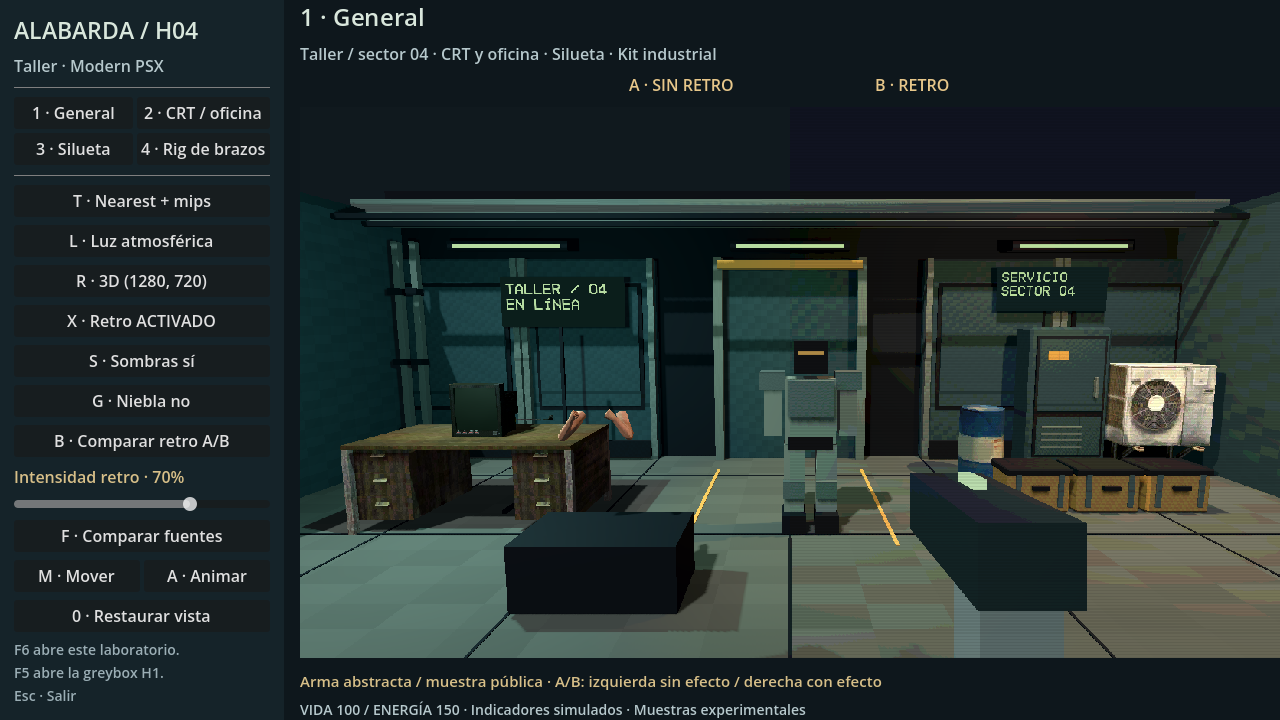 ALABARDA / H04
Taller · Modern PSX
1 · General
2 · CRT / oficina
3 · Silueta
4 · Rig de brazos
T · Nearest + mips
L · Luz atmosférica
R · 3D (1280, 720)
X · Retro ACTIVADO
S · Sombras sí
G · Niebla no
B · Comparar retro A/B
Intensidad retro · 70%
F · Comparar fuentes
M · Mover
A · Animar
0 · Restaurar vista
F6 abre este laboratorio.
F5 abre la greybox H1.
Esc · Salir
1 · General
Taller / sector 04 · CRT y oficina · Silueta · Kit industrial
A · SIN RETRO
B · RETRO
TALLER / 04
EN LÍNEA
SERVICIO
SECTOR 04
Arma abstracta / muestra pública · A/B: izquierda sin efecto / derecha con efecto
VIDA 100 / ENERGÍA 150 · Indicadores simulados · Muestras experimentales